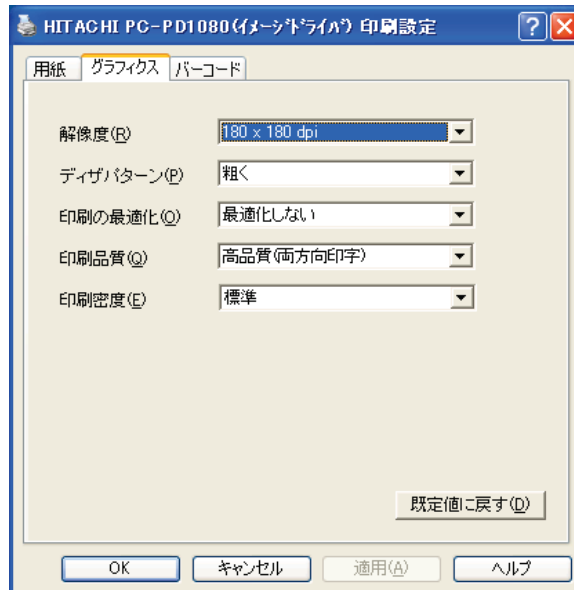 HITACHI PC-PD1080(イメージドライバ) 印刷設定
用紙 グラフィクス バーコード
解像度(R) 180 x 180 dpi
ディザパターン(P) 粗く
印刷の最適化(O) 最適化しない
印刷品質(Q) 高品質(両方向印字)
印刷密度(E) 標準
既定値に戻す(D)
OK キャンセル 適用(A) ヘルプ